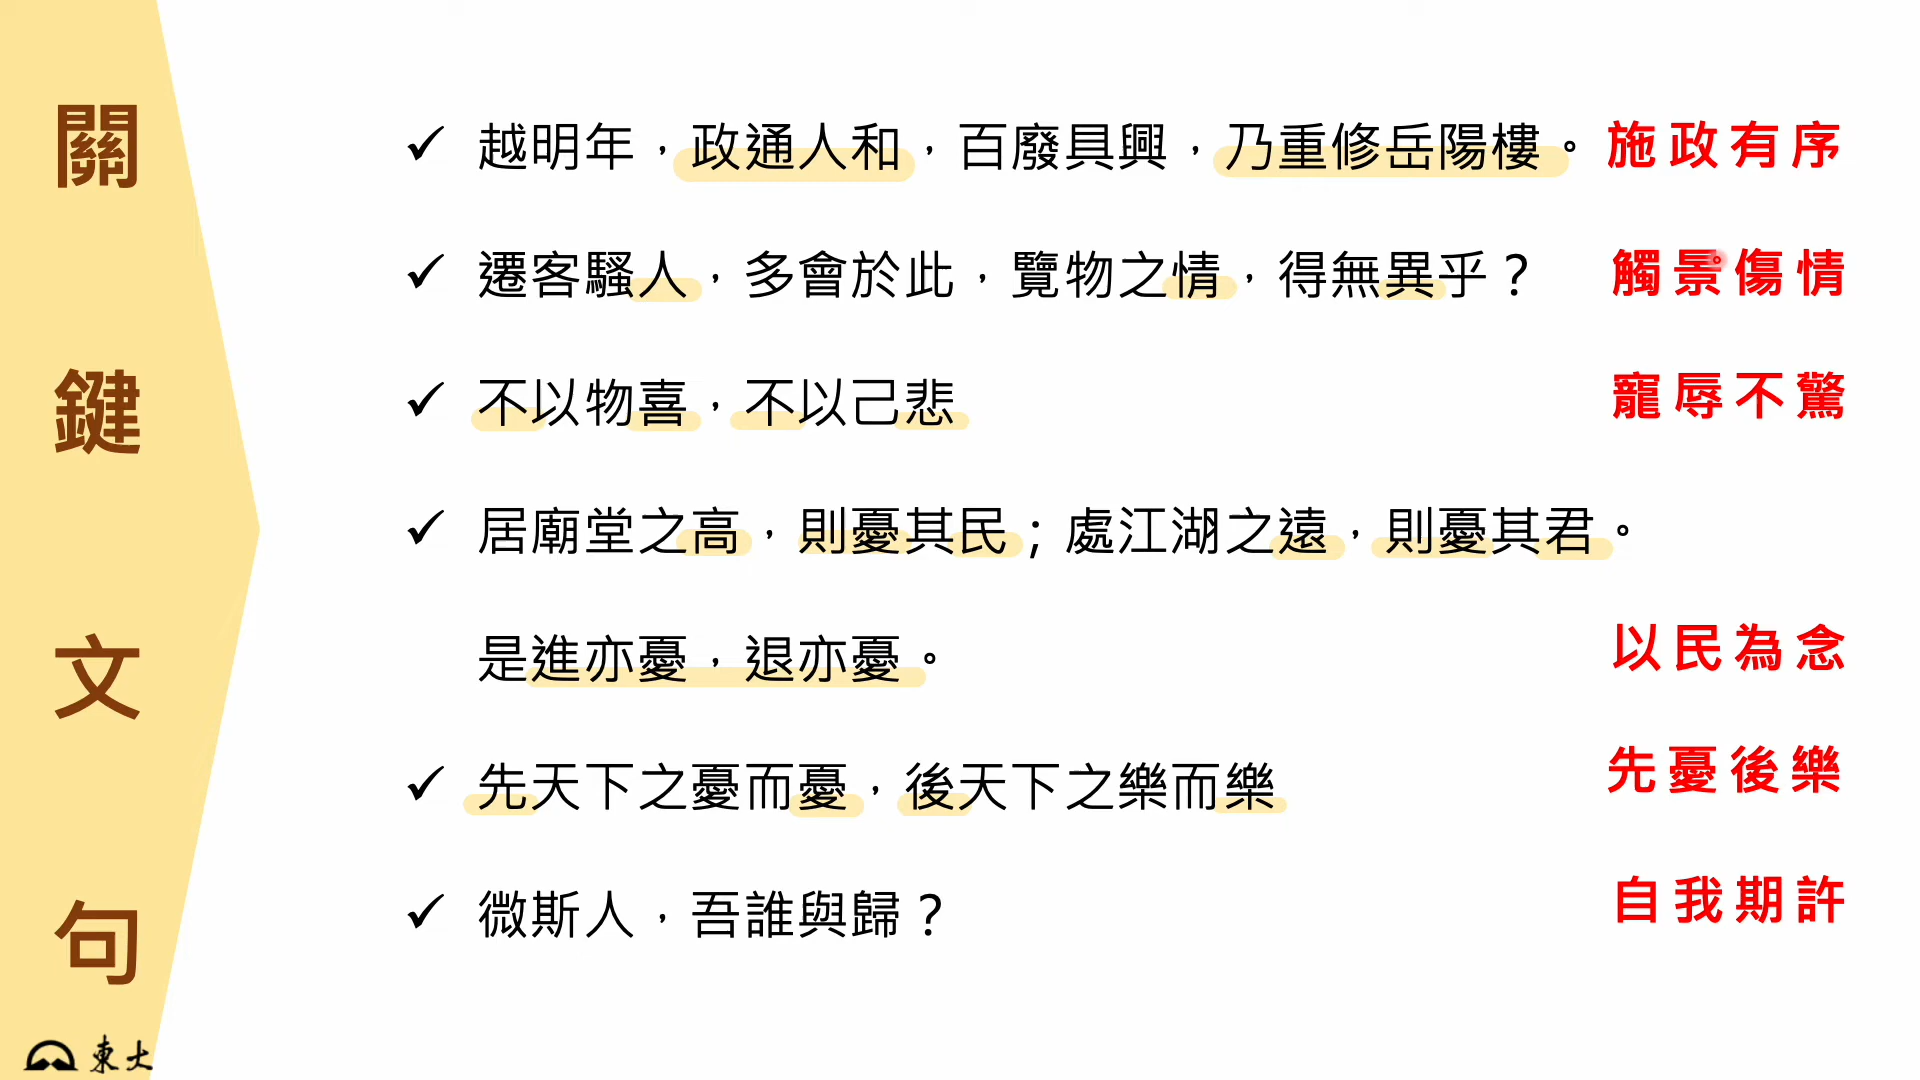 關鍵文句
✓ 越明年，政通人和，百廢具興，乃重修岳陽樓。 施政有序
✓ 遷客騷人，多會於此，覽物之情，得無異乎？ 觸景傷情
✓ 不以物喜，不以己悲 寵辱不驚
✓ 居廟堂之高，則憂其民；處江湖之遠，則憂其君。
是進亦憂，退亦憂。 以民為念
✓ 先天下之憂而憂，後天下之樂而樂 先憂後樂
✓ 微斯人，吾誰與歸？ 自我期許
東大